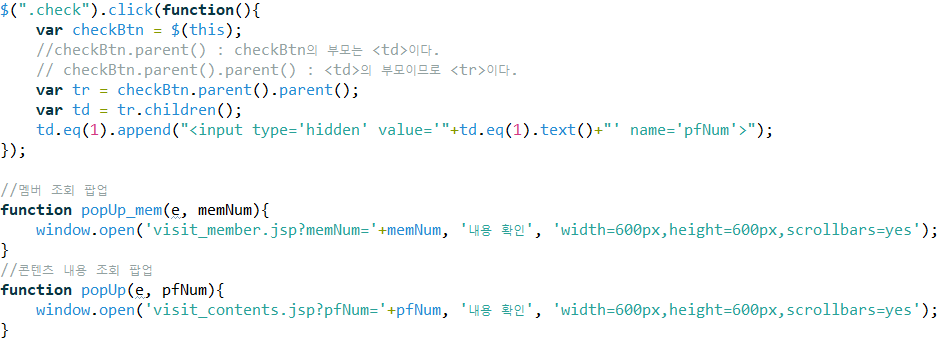 $(".check").click(function(){
    var checkBtn = $(this);
    //checkBtn.parent() : checkBtn의 부모는 <td>이다.
    // checkBtn.parent().parent() : <td>의 부모이므로 <tr>이다.
    var tr = checkBtn.parent().parent();
    var td = tr.children();
    td.eq(1).append("<input type='hidden' value='"+td.eq(1).text()+"' name='pfNum'>");
});

//멤버 조회 팝업
function popUp_mem(e, memNum){
    window.open('visit_member.jsp?memNum='+memNum, '내용 확인', 'width=600px,height=600px,scrollbars=yes');
}
//콘텐츠 내용 조회 팝업
function popUp(e, pfNum){
    window.open('visit_contents.jsp?pfNum='+pfNum, '내용 확인', 'width=600px,height=600px,scrollbars=yes');
}